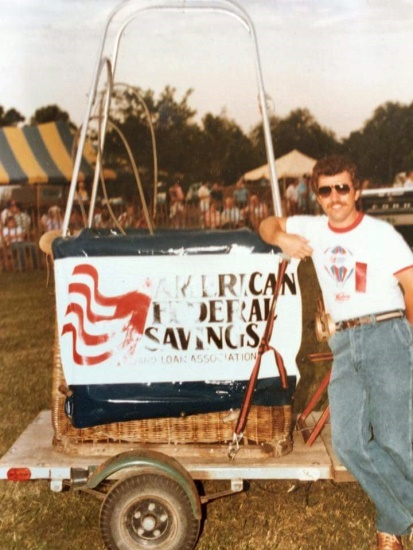 AMERICAN
FEDERAL
SAVINGS
AND LOAN ASSOCIATION